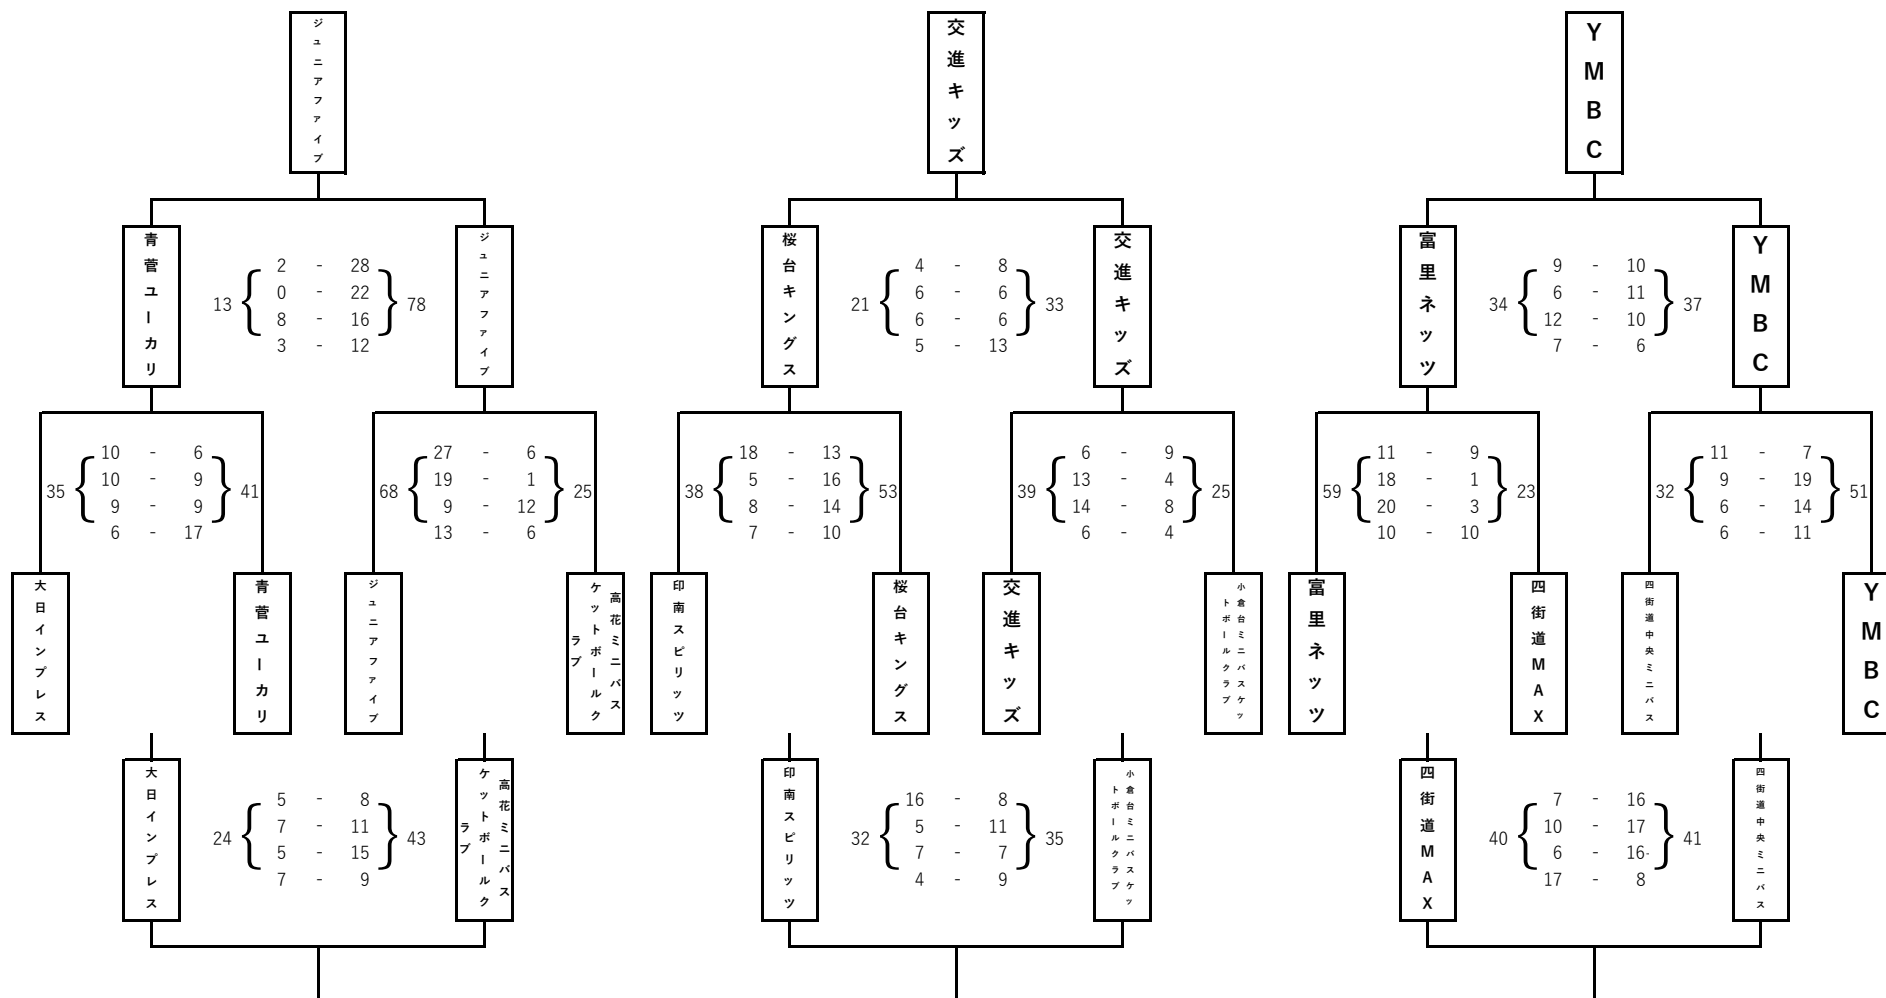 ジュニアファイブ
交進キッズ
YMBC
青菅ユーカリ
13
2 - 28
0 - 22
8 - 16
3 - 12
78
ジュニアファイブ
桜台キングス
21
4 - 8
6 - 6
6 - 6
5 - 13
33
交進キッズ
富里ネッツ
34
9 - 10
6 - 11
12 - 10
7 - 6
37
YMBC
35
10 - 6
10 - 9
9 - 9
6 - 17
41
68
27 - 6
19 - 1
9 - 12
13 - 6
25
38
18 - 13
5 - 16
8 - 14
7 - 10
53
39
6 - 9
13 - 4
14 - 8
6 - 4
25
59
11 - 9
18 - 1
20 - 3
10 - 10
23
32
11 - 7
9 - 19
6 - 14
6 - 11
51
大日インプレス
青菅ユーカリ
ジュニアファイブ
高花ミニバス
ケットボールク
ラブ
印南スピリッツ
桜台キングス
交進キッズ
小倉台ミニバスケッ
トボールクラブ
富里ネッツ
四街道MAX
四街道中央ミニバス
YMBC
大日インプレス
24
5 - 8
7 - 11
5 - 15
7 - 9
43
高花ミニバス
ケットボールク
ラブ
印南スピリッツ
32
16 - 8
5 - 11
7 - 7
4 - 9
35
小倉台ミニバスケッ
トボールクラブ
四街道MAX
40
7 - 16
10 - 17
6 - 16-
17 - 8
41
四街道中央ミニバス